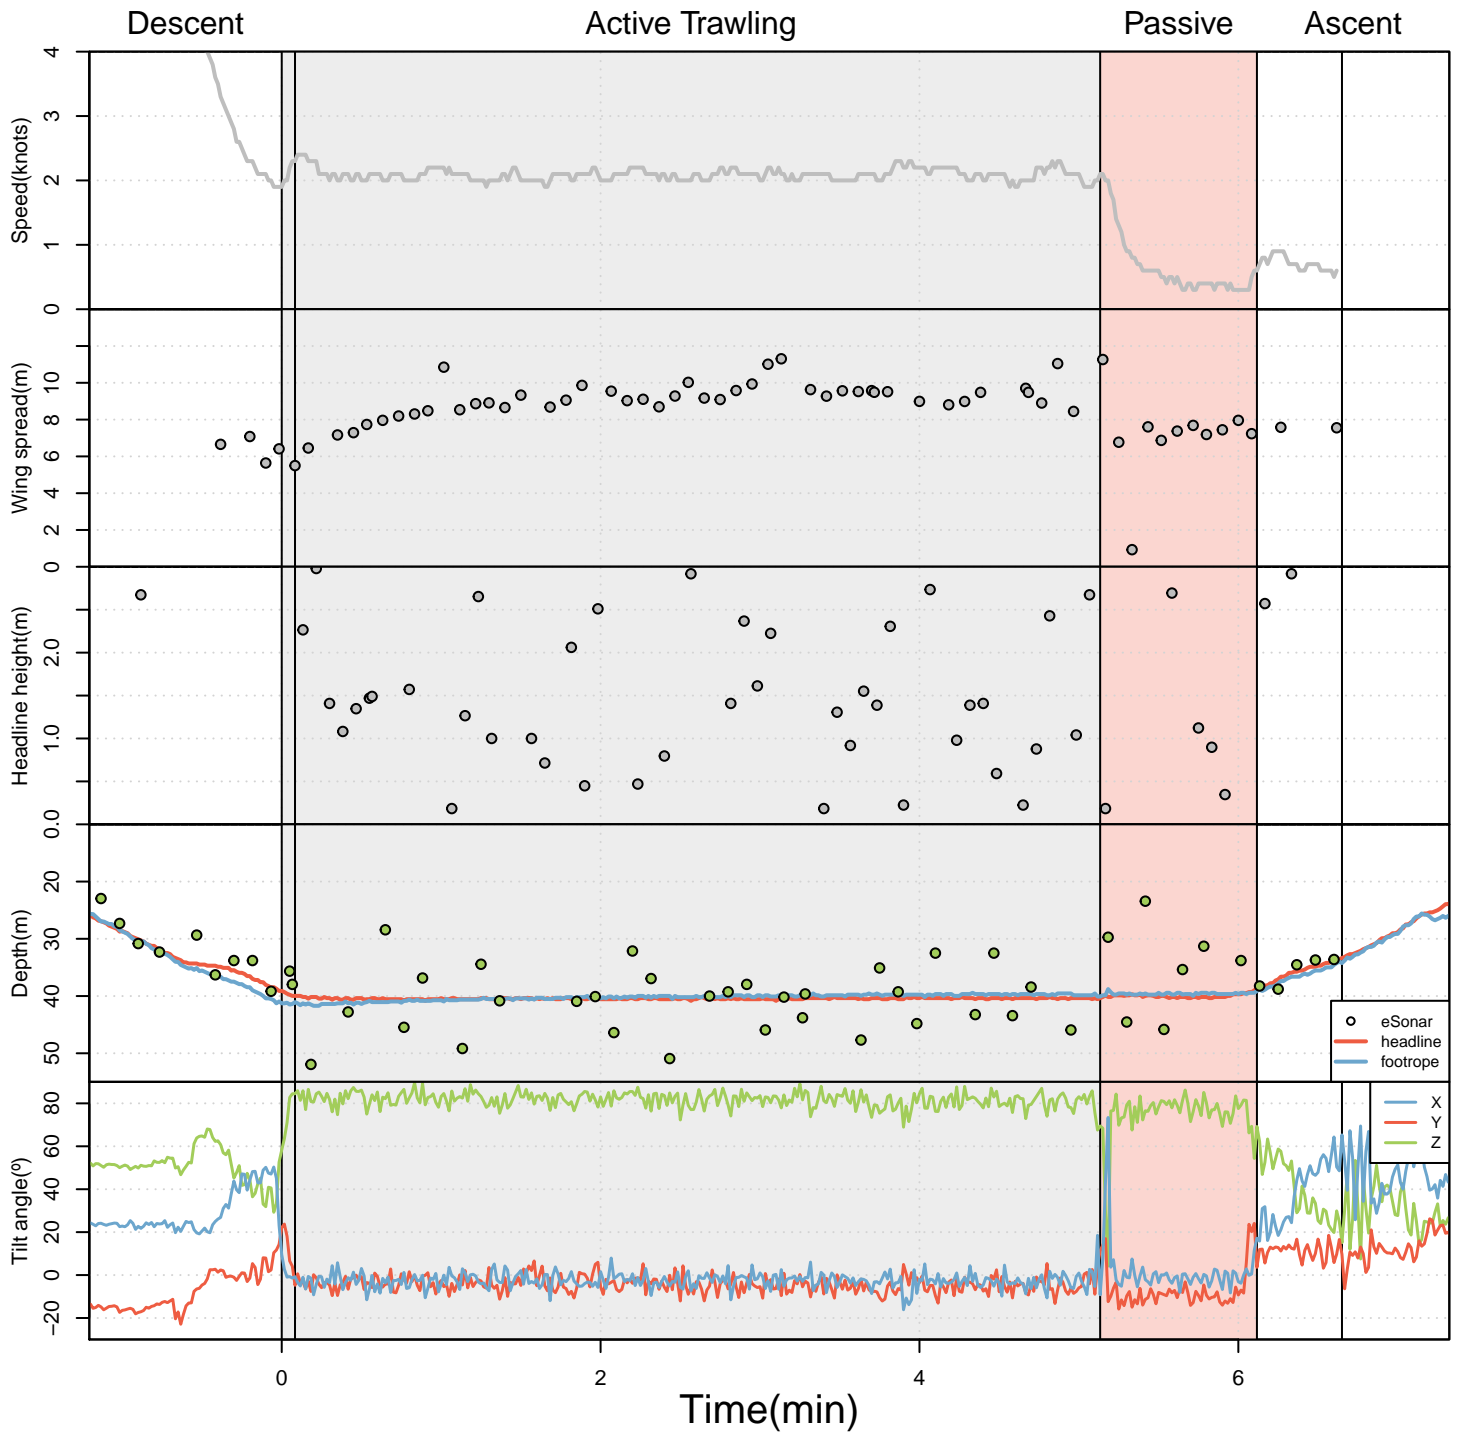 Descent Active Trawling Passive Ascent
Speed(knots)
4
3
2
1
0
Wing spread(m)
10
8
6
4
2
0
Headline height(m)
2.0
1.0
0.0
Depth(m)
20
30
40
50
eSonar
headline
footrope
Tilt angle(º)
80
60
40
20
0
−20
X
Y
Z
0 2 4 6
Time(min)